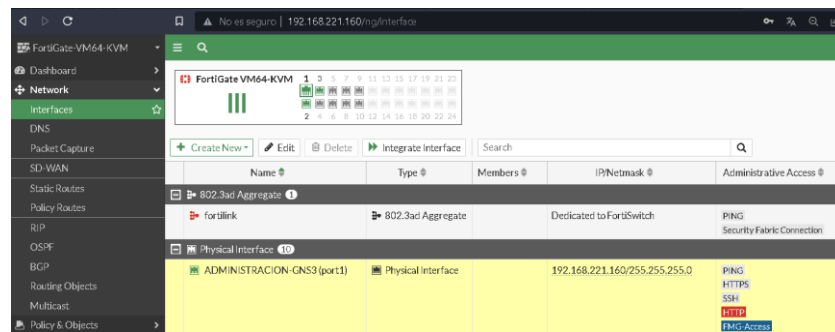 No es seguro | 192.168.221.160/ng/interface
FortiGate-VM64-KVM
Dashboard
Network
Interfaces
DNS
Packet Capture
SD-WAN
Static Routes
Policy Routes
RIP
OSPF
BGP
Routing Objects
Multicast
Policy & Objects
FortiGate VM64-KVM
1 3 5 7 9 11 13 15 17 19 21 23
2 4 6 8 10 12 14 16 18 20 22 24
Create New Edit Delete Integrate Interface Search
Name Type Members IP/Netmask Administrative Access
802.3ad Aggregate 1
fortilink 802.3ad Aggregate Dedicated to FortiSwitch PING
Security Fabric Connection
Physical Interface 10
ADMINISTRACION-GNS3 (port1) Physical Interface 192.168.221.160/255.255.255.0 PING
HTTPS
SSH
HTTP
FMG-Access